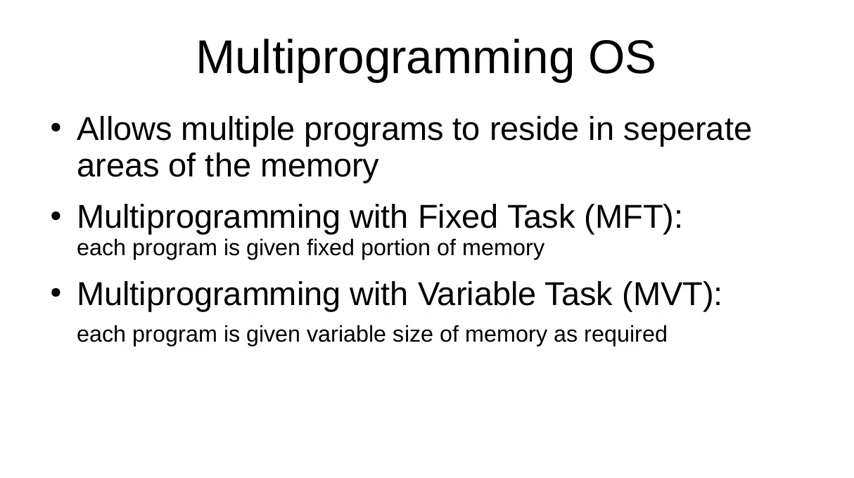 Multiprogramming OS
• Allows multiple programs to reside in seperate
areas of the memory
• Multiprogramming with Fixed Task (MFT):
each program is given fixed portion of memory
• Multiprogramming with Variable Task (MVT):
each program is given variable size of memory as required